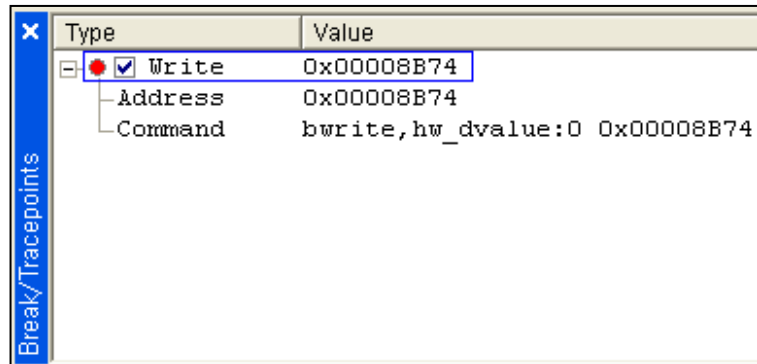 Type Value
Write 0x00008B74
Address 0x00008B74
Command bwrite,hw_dvalue:0 0x00008B74
Break/Tracepoints